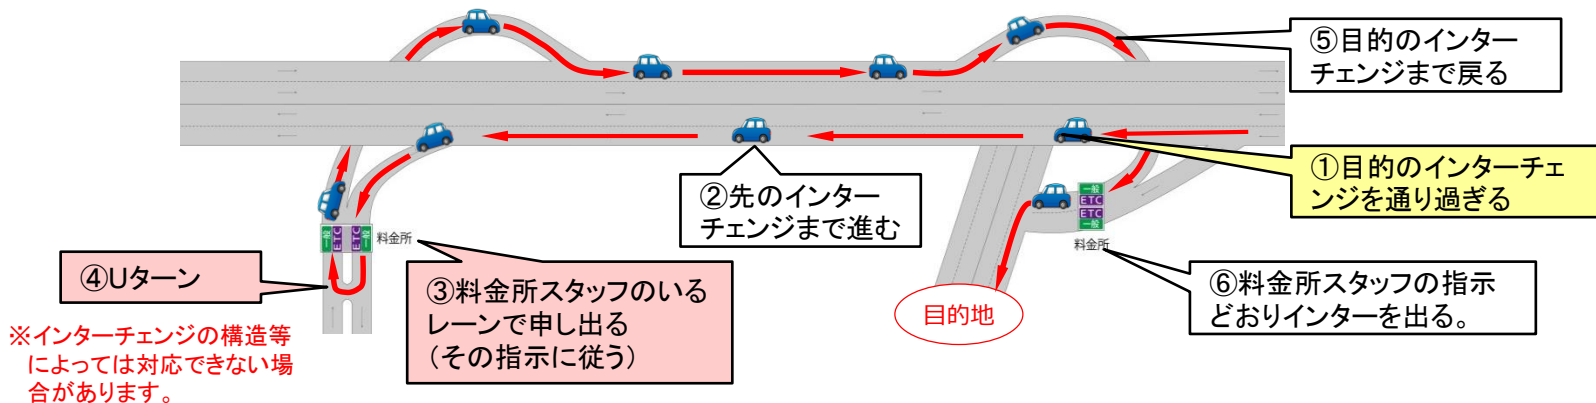 ①目的のインターチェ
ンジを通り過ぎる
②先のインター
チェンジまで進む
③料金所スタッフのいる
レーンで申し出る
（その指示に従う）
④Uターン
⑤目的のインター
チェンジまで戻る
⑥料金所スタッフの指示
どおりインターを出る。
※インターチェンジの構造等
によっては対応できない場
合があります。
目的地
料金所
一般
ETC
ETC
一般
料金所
一般
ETC
ETC
一般